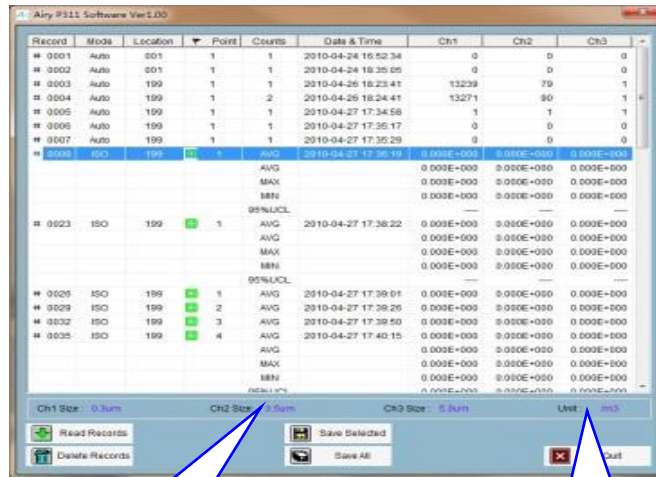 Airy P311 Software Ver1.00
Record Mode Location Point Counts Date & Time Ch1 Ch2 Ch3
# 0001 Auto 001 1 1 2010-04-24 16:52:34 0 0 0
# 0002 Auto 001 1 1 2010-04-24 18:35:05 0 0 0
# 0003 Auto 199 1 1 2010-04-26 18:23:41 13239 79 1
# 0004 Auto 199 1 2 2010-04-26 18:24:41 13271 90 1
# 0005 Auto 199 1 1 2010-04-27 17:34:58 1 1 1
# 0006 Auto 199 1 1 2010-04-27 17:35:17 0 0 0
# 0007 Auto 199 1 1 2010-04-27 17:35:29 0 0 0
# ISO 199 1 AVG 2010-04-27 17:36:19 0.000E+000 0.000E+000 0.000E+000
AVG 0.000E+000 0.000E+000 0.000E+000
MAX 0.000E+000 0.000E+000 0.000E+000
MIN 0.000E+000 0.000E+000 0.000E+000
95%UCL ---- ---- ----
# 0023 ISO 199 1 AVG 2010-04-27 17:38:22 0.000E+000 0.000E+000 0.000E+000
AVG 0.000E+000 0.000E+000 0.000E+000
MAX 0.000E+000 0.000E+000 0.000E+000
MIN 0.000E+000 0.000E+000 0.000E+000
95%UCL ---- ---- ----
# 0026 ISO 199 1 AVG 2010-04-27 17:39:01 0.000E+000 0.000E+000 0.000E+000
# 0029 ISO 199 2 AVG 2010-04-27 17:39:26 0.000E+000 0.000E+000 0.000E+000
# 0032 ISO 199 3 AVG 2010-04-27 17:39:50 0.000E+000 0.000E+000 0.000E+000
# 0035 ISO 199 4 AVG 2010-04-27 17:40:15 0.000E+000 0.000E+000 0.000E+000
AVG 0.000E+000 0.000E+000 0.000E+000
MAX 0.000E+000 0.000E+000 0.000E+000
MIN 0.000E+000 0.000E+000 0.000E+000
95%UCL
Ch1 Size : 0.3um Ch2 Size Ch3 Size : 5.0um Unit : /m3
Read Records Save Selected
Delete Records Save All Quit